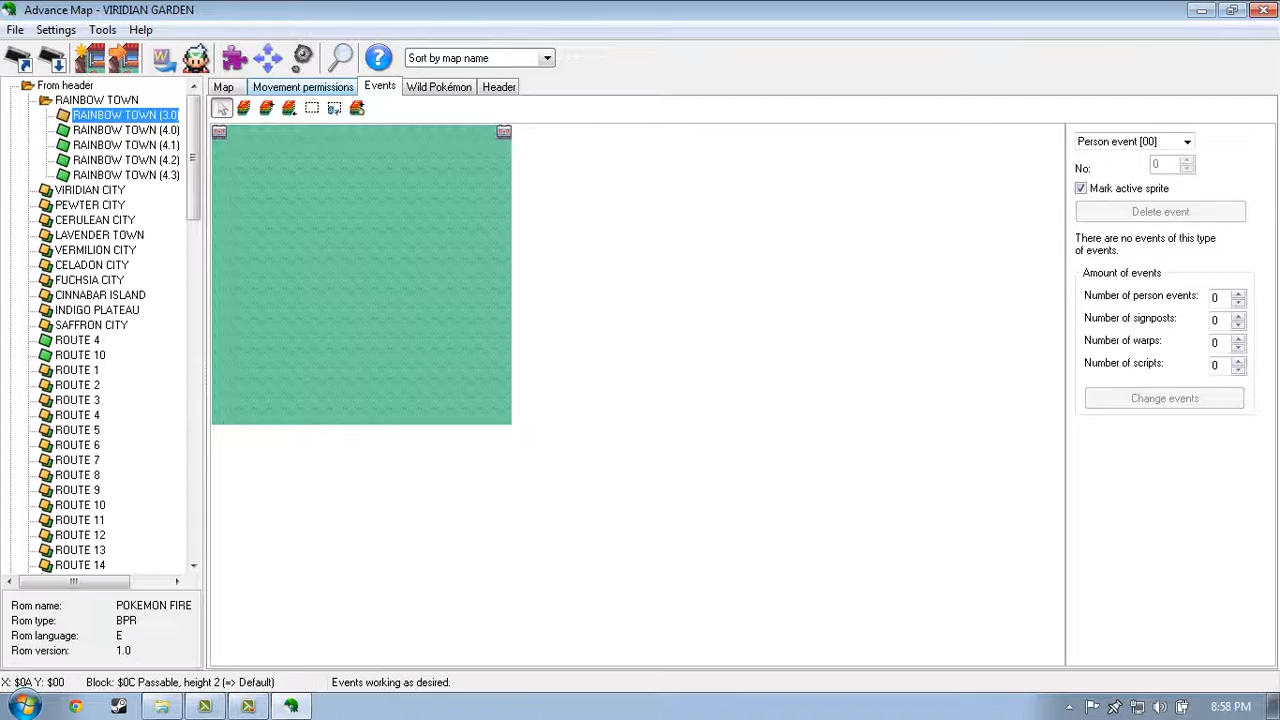 Advance Map - VIRIDIAN GARDEN
File Settings Tools Help
Sort by map name
Map Movement permissions Events Wild Pokémon Header
From header
RAINBOW TOWN
RAINBOW TOWN (3.0)
RAINBOW TOWN (4.0)
RAINBOW TOWN (4.1)
RAINBOW TOWN (4.2)
RAINBOW TOWN (4.3)
VIRIDIAN CITY
PEWTER CITY
CERULEAN CITY
LAVENDER TOWN
VERMILION CITY
CELADON CITY
FUCHSIA CITY
CINNABAR ISLAND
INDIGO PLATEAU
SAFFRON CITY
ROUTE 4
ROUTE 10
ROUTE 1
ROUTE 2
ROUTE 3
ROUTE 4
ROUTE 5
ROUTE 6
ROUTE 7
ROUTE 8
ROUTE 9
ROUTE 10
ROUTE 11
ROUTE 12
ROUTE 13
ROUTE 14
Rom name: POKEMON FIRE
Rom type: BPR
Rom language: E
Rom version: 1.0
Person event [00]
No: 0
Mark active sprite
Delete event
There are no events of this type
of events.
Amount of events
Number of person events: 0
Number of signposts: 0
Number of warps: 0
Number of scripts: 0
Change events
X: $0A Y: $00 Block: $0C Passable, height 2 (=> Default) Events working as desired.
8:58 PM